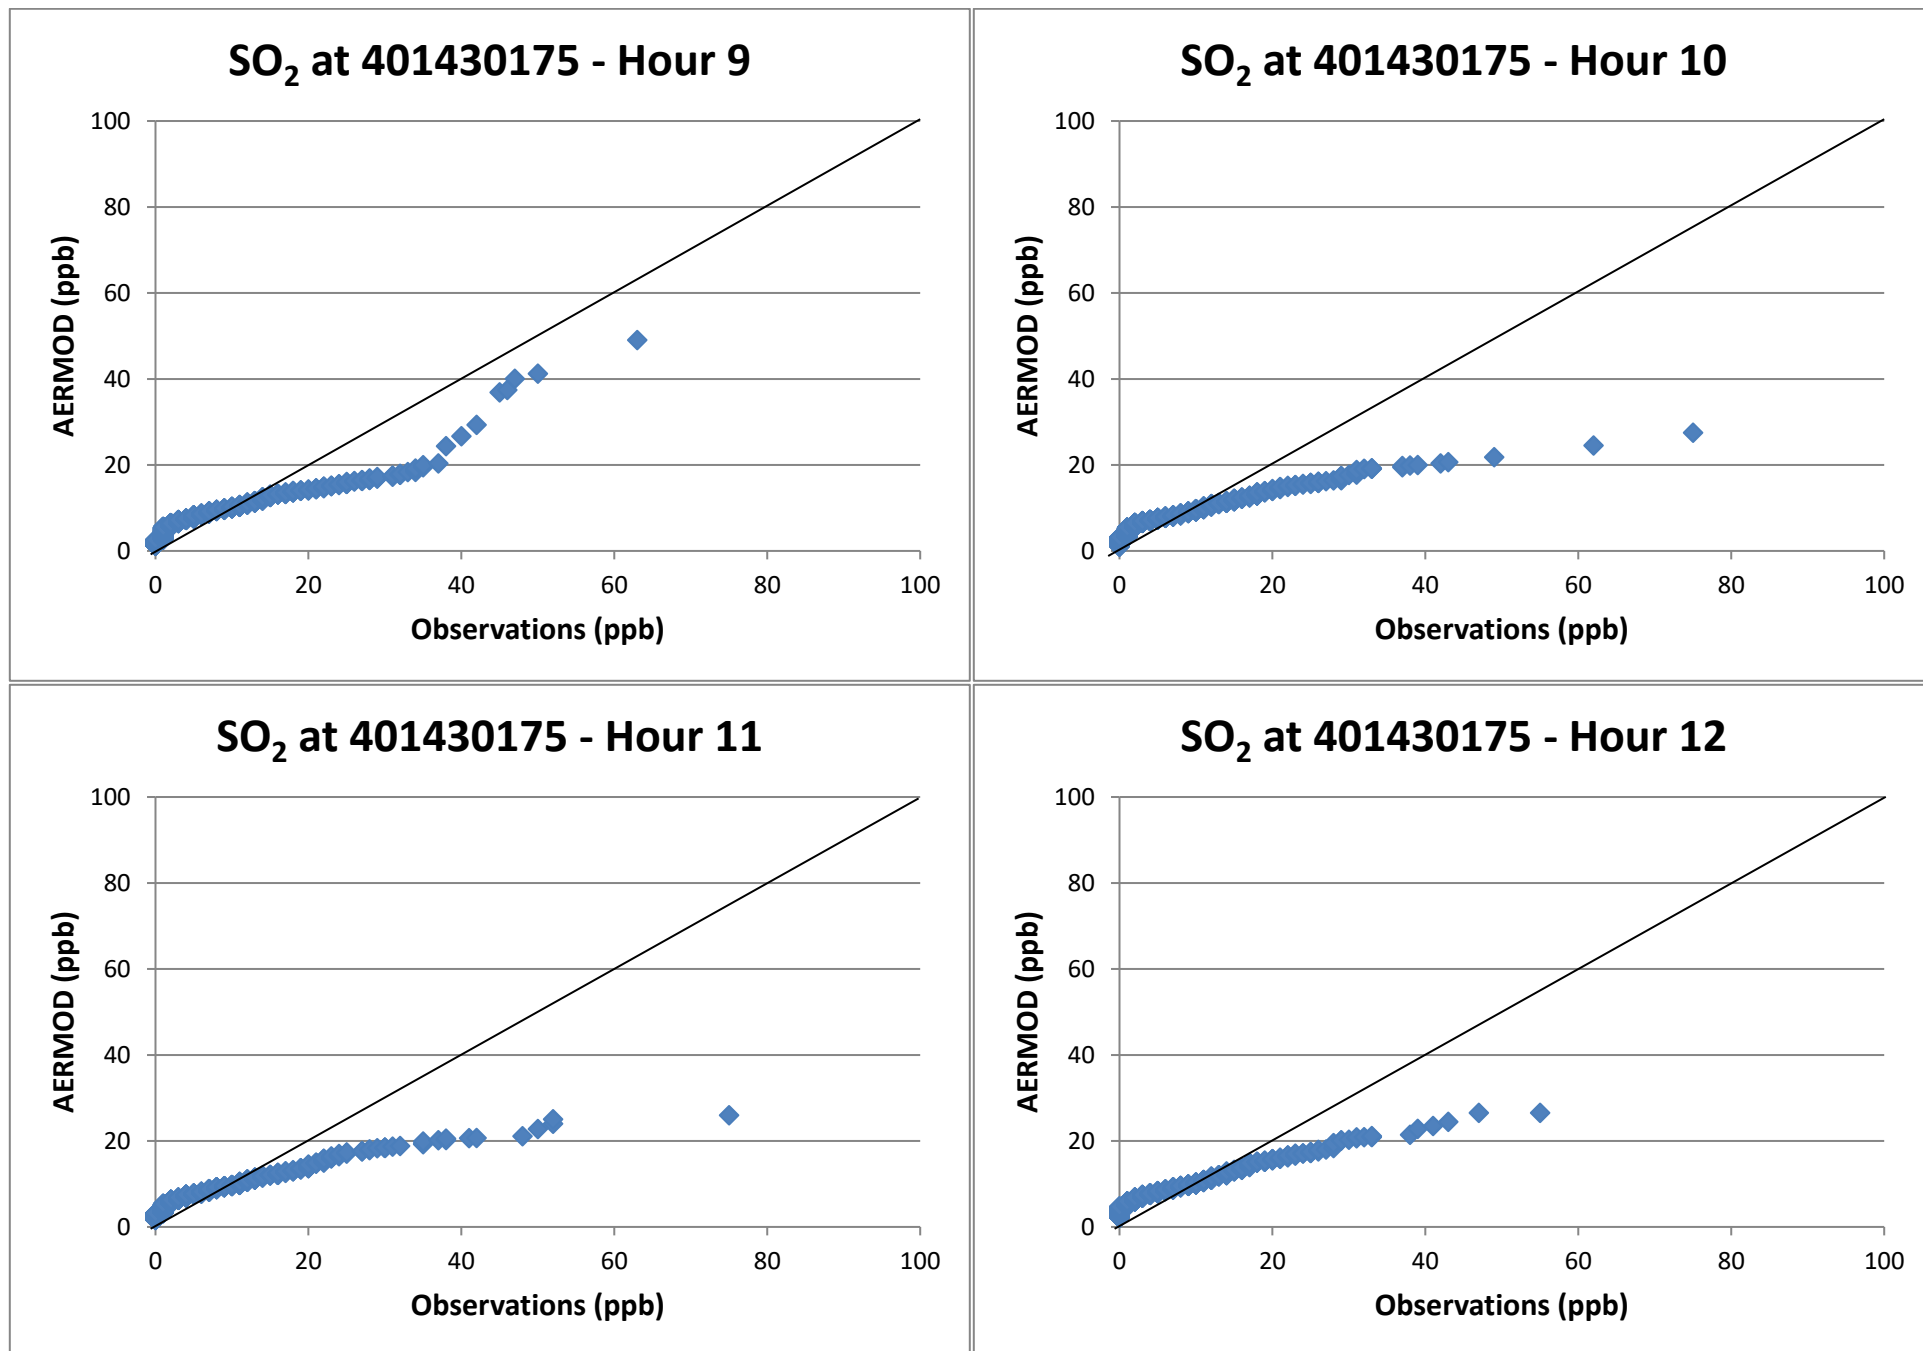 SO₂ at 401430175 - Hour 9
100
80
60
40
20
0
AERMOD (ppb)
0 20 40 60 80 100
Observations (ppb)
SO₂ at 401430175 - Hour 10
100
80
60
40
20
0
AERMOD (ppb)
0 20 40 60 80 100
Observations (ppb)
SO₂ at 401430175 - Hour 11
100
80
60
40
20
0
AERMOD (ppb)
0 20 40 60 80 100
Observations (ppb)
SO₂ at 401430175 - Hour 12
100
80
60
40
20
0
AERMOD (ppb)
0 20 40 60 80 100
Observations (ppb)